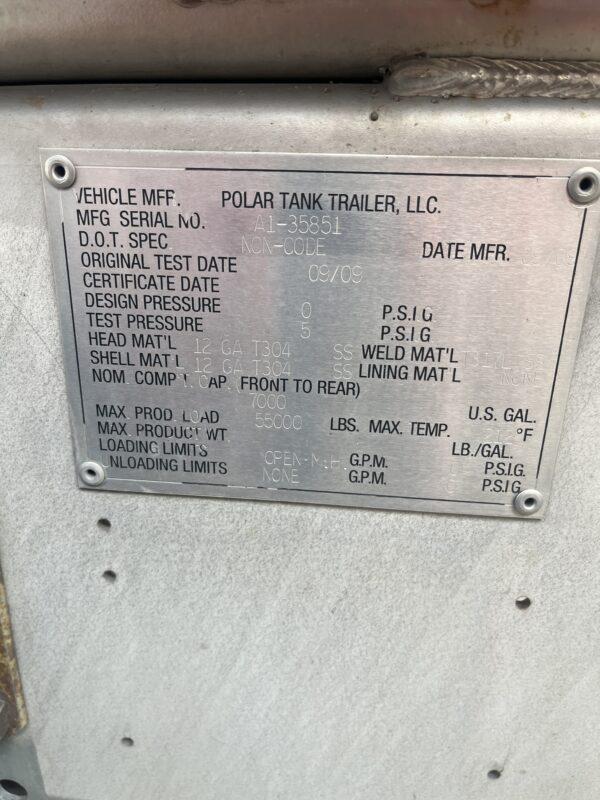 VEHICLE MFR. POLAR TANK TRAILER, LLC.
MFG SERIAL NO. A1-35851
D.O.T. SPEC NON-CODE DATE MFR.
ORIGINAL TEST DATE 09/09
CERTIFICATE DATE
DESIGN PRESSURE 0 P.S.I G
TEST PRESSURE 5 P.S.I G
HEAD MAT'L 12 GA T304 SS WELD MAT'L
SHELL MAT'L 12 GA T304 SS LINING MAT'L NONE
NOM. COMPT. CAP. (FRONT TO REAR)
7000 U.S. GAL.
MAX. PROD. LOAD 55000 LBS. MAX. TEMP. °F
MAX. PRODUCT WT LB./GAL.
LOADING LIMITS OPEN-M.H. G.P.M. P.S.I.G.
UNLOADING LIMITS NONE G.P.M. P.S.I.G